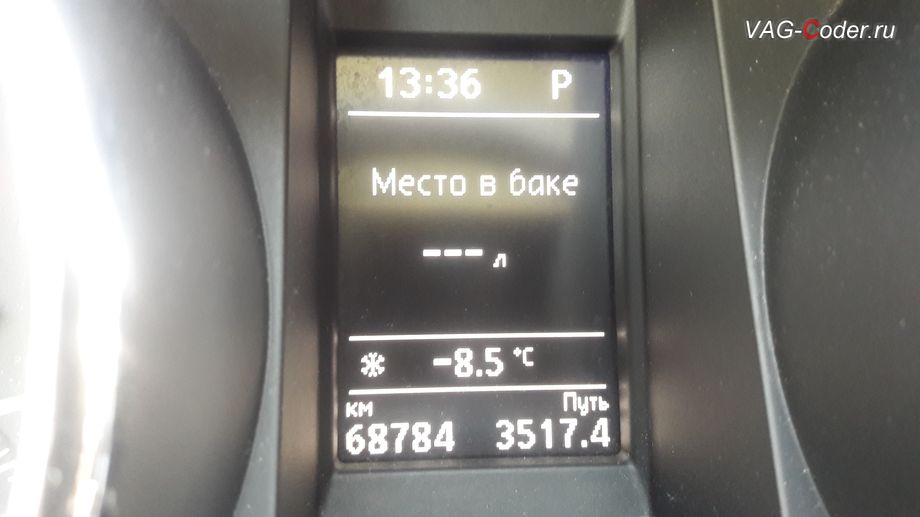 VAG-Coder.ru
13:36 P
Место в баке
--- л
-8.5 °C
км Путь
68784 3517.4